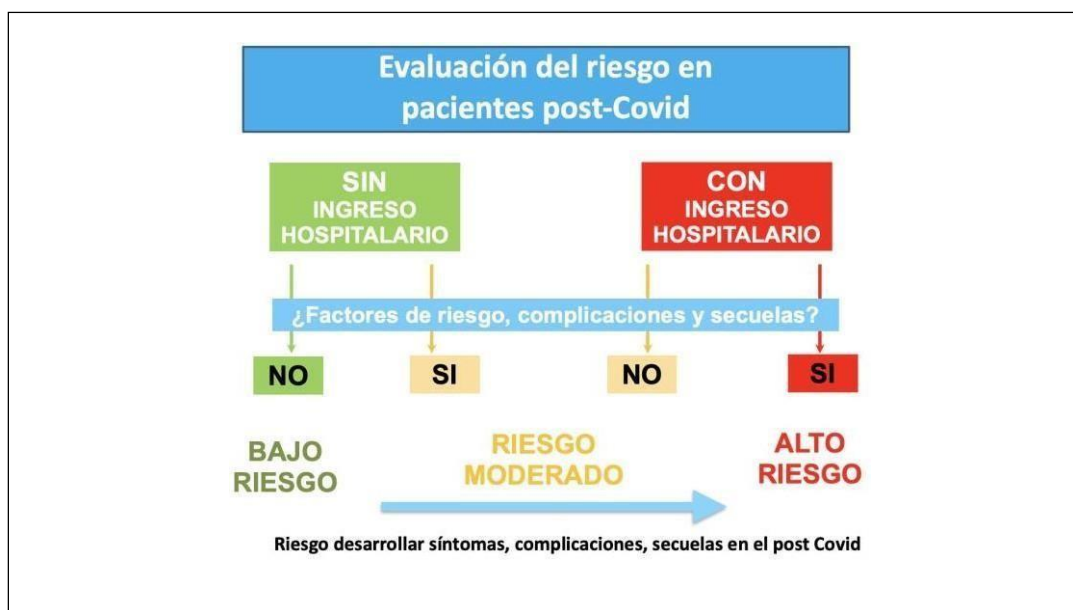 Evaluación del riesgo en
pacientes post-Covid
SIN
INGRESO
HOSPITALARIO
CON
INGRESO
HOSPITALARIO
¿Factores de riesgo, complicaciones y secuelas?
NO
SI
NO
SI
BAJO
RIESGO
RIESGO
MODERADO
ALTO
RIESGO
Riesgo desarrollar síntomas, complicaciones, secuelas en el post Covid